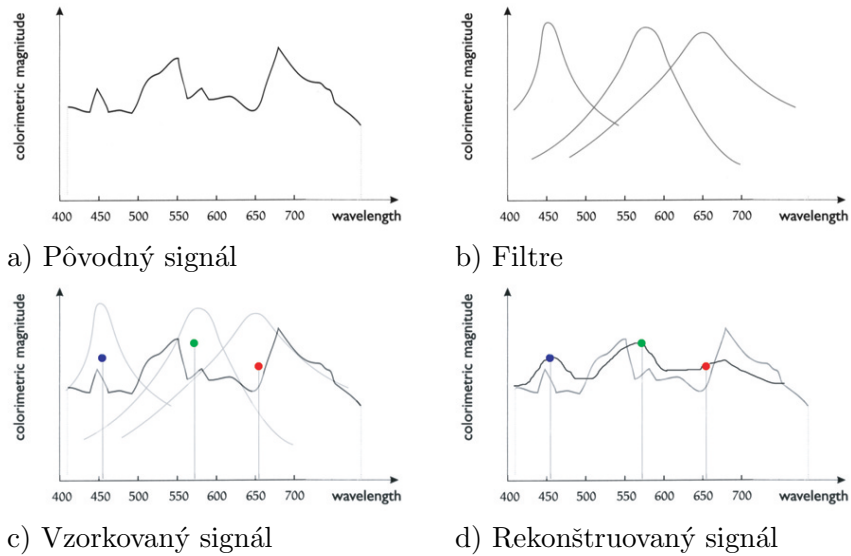 colorimetric magnitude
400 450 500 550 600 650 700 wavelength
a) Pôvodný signál
colorimetric magnitude
400 450 500 550 600 650 700 wavelength
b) Filtre
colorimetric magnitude
400 450 500 550 600 650 700 wavelength
c) Vzorkovaný signál
colorimetric magnitude
400 450 500 550 600 650 700 wavelength
d) Rekonštruovaný signál